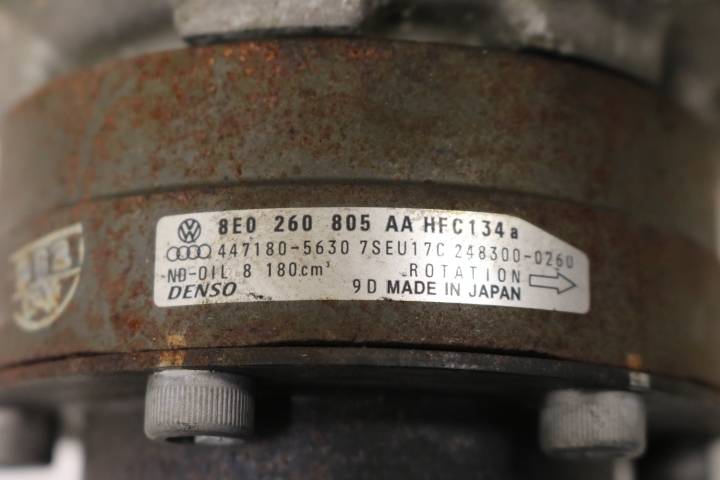 8E0 260 805 AA HFC134a
447180-5630 7SEU17C 248300-0260
ND-OIL 8 180cm³ ROTATION
DENSO 9D MADE IN JAPAN